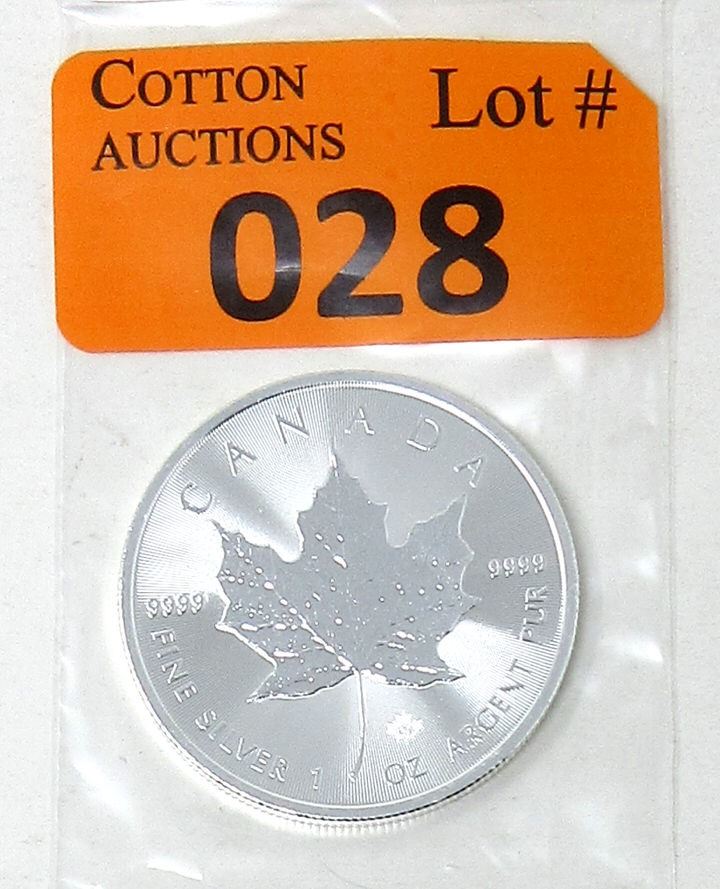 COTTON
AUCTIONS
Lot #
028
CANADA
9999
9999
FINE SILVER 1 OZ ARGENT PUR